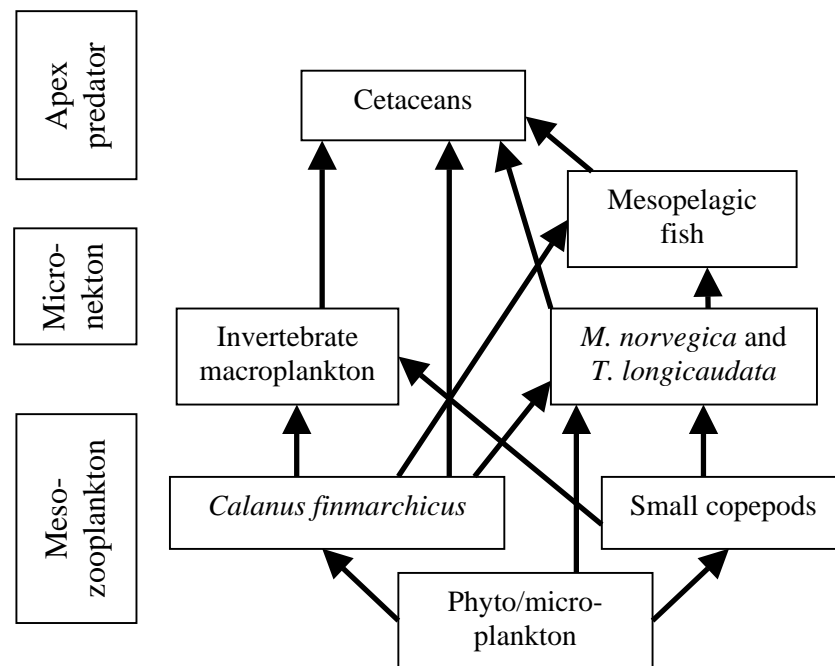 Apex
predator
Cetaceans
Mesopelagic
fish
Micro-
nekton
Invertebrate
macroplankton
M. norvegica and
T. longicaudata
Meso-
zooplankton
Calanus finmarchicus
Small copepods
Phyto/micro-
plankton